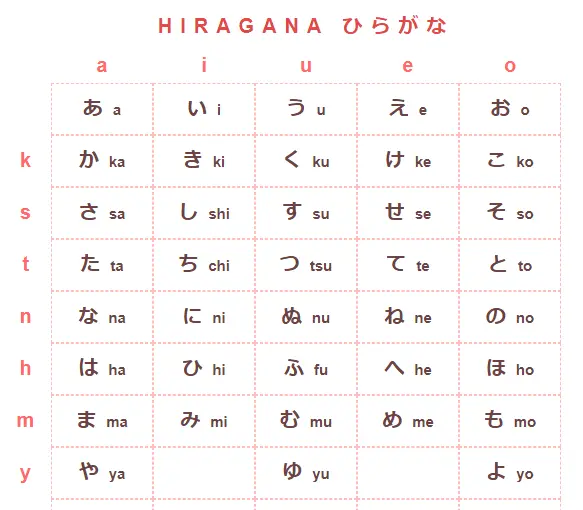 HIRAGANA ひらがな
a i u e o
あ a い i う u え e お o
k か ka き ki く ku け ke こ ko
s さ sa し shi す su せ se そ so
t た ta ち chi つ tsu て te と to
n な na に ni ぬ nu ね ne の no
h は ha ひ hi ふ fu へ he ほ ho
m ま ma み mi む mu め me も mo
y や ya ゆ yu よ yo